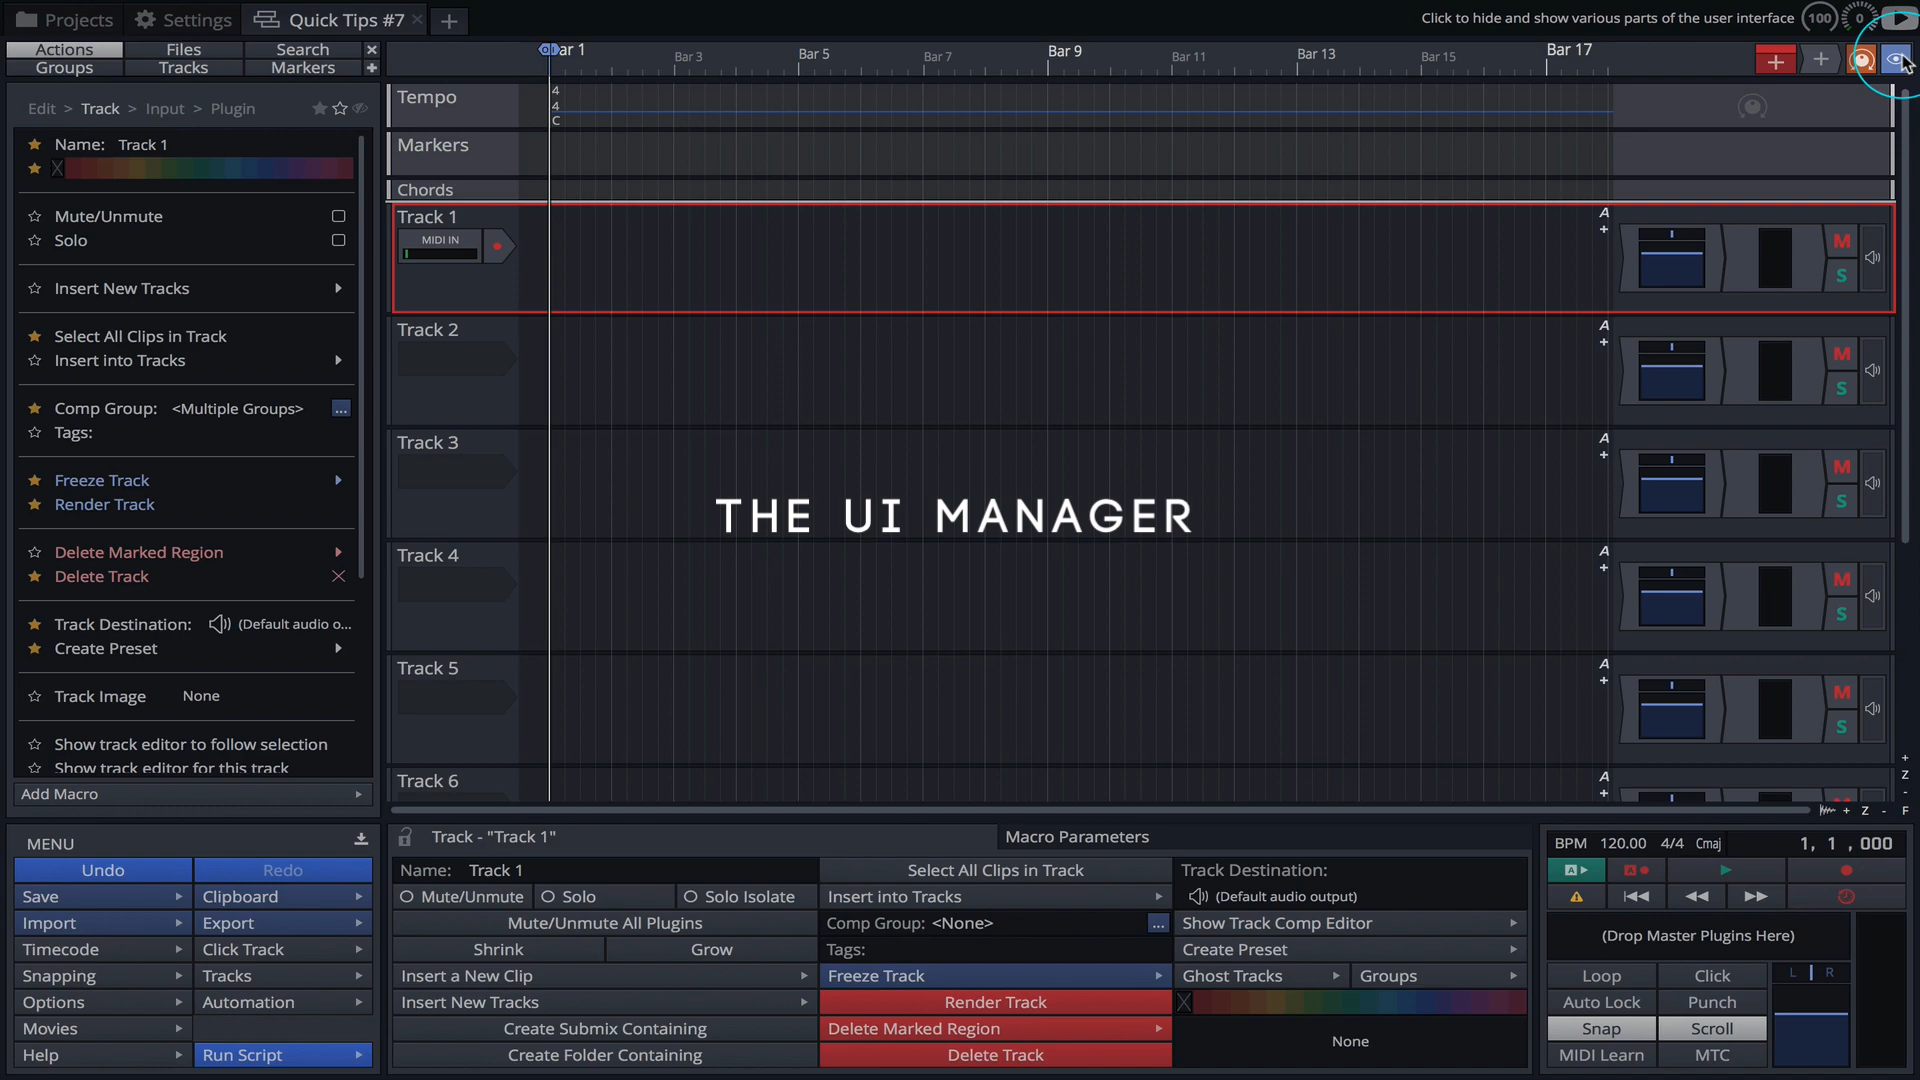 Projects
Settings
Quick Tips #7
Click to hide and show various parts of the user interface
100
0
Actions
Files
Search
Groups
Tracks
Markers
Bar 1
Bar 3
Bar 5
Bar 7
Bar 9
Bar 11
Bar 13
Bar 15
Bar 17
Edit > Track > Input > Plugin
Name: Track 1
Mute/Unmute
Solo
Insert New Tracks
Select All Clips in Track
Insert into Tracks
Comp Group: <Multiple Groups> ...
Tags:
Freeze Track
Render Track
Delete Marked Region
Delete Track
Track Destination: (Default audio o...
Create Preset
Track Image None
Show track editor to follow selection
Show track editor for this track
Add Macro
Tempo
4
4
C
Markers
Chords
Track 1
MIDI IN
A
M
S
Track 2
A
M
S
Track 3
A
M
S
THE UI MANAGER
Track 4
A
M
S
Track 5
A
M
S
Track 6
A
Z
Z
F
MENU
Undo
Redo
Save
Clipboard
Import
Export
Timecode
Click Track
Snapping
Tracks
Options
Automation
Movies
Help
Run Script
Track - "Track 1"
Macro Parameters
Name: Track 1
Mute/Unmute
Solo
Solo Isolate
Mute/Unmute All Plugins
Shrink
Grow
Insert a New Clip
Insert New Tracks
Create Submix Containing
Create Folder Containing
Select All Clips in Track
Insert into Tracks
Comp Group: <None> ...
Tags:
Freeze Track
Render Track
Delete Marked Region
Delete Track
Track Destination:
(Default audio output)
Show Track Comp Editor
Create Preset
Ghost Tracks
Groups
None
BPM 120.00 4/4 Cmaj 1, 1, 000
A
A
(Drop Master Plugins Here)
Loop
Click
L R
Auto Lock
Punch
Snap
Scroll
MIDI Learn
MTC